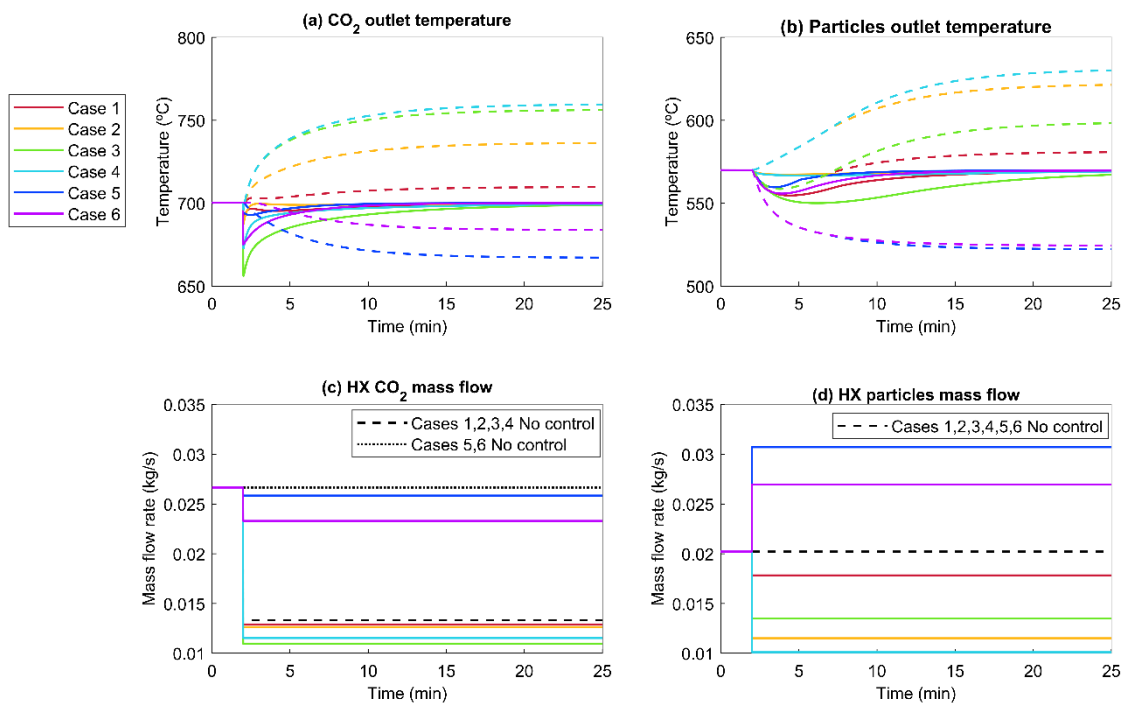 (a) CO2 outlet temperature
(b) Particles outlet temperature
Case 1
Case 2
Case 3
Case 4
Case 5
Case 6
Temperature (ºC)
800
750
700
650
0 5 10 15 20 25
Time (min)
Temperature (ºC)
650
600
550
500
0 5 10 15 20 25
Time (min)
(c) HX CO2 mass flow
Mass flow rate (kg/s)
0.035
0.03
0.025
0.02
0.015
0.01
0 5 10 15 20 25
Time (min)
Cases 1,2,3,4 No control
Cases 5,6 No control
(d) HX particles mass flow
Mass flow rate (kg/s)
0.035
0.03
0.025
0.02
0.015
0.01
0 5 10 15 20 25
Time (min)
Cases 1,2,3,4,5,6 No control